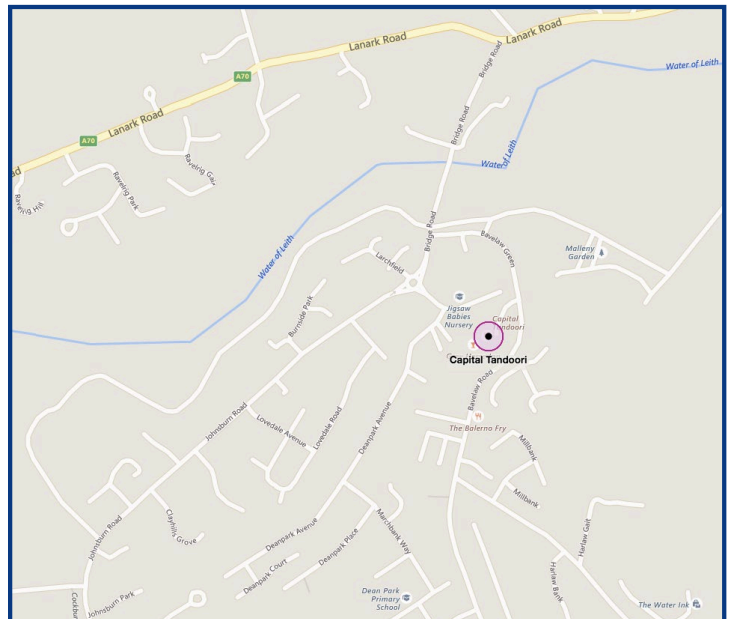 Lanark Road
Lanark Road
Bridge Road
A70
Water of Leith
A70
Lanark Road
Bridge Road
Ravelrig Gait
Water of Leith
Ravelrig Park
Ravelrig Hill
Bridge Road
Bavelaw Green
Water of Leith
Larchfield
Malleny
Garden
Burnside Park
Jigsaw
Babies
Nursery
Capital
Tandoori
Capital Tandoori
Bavelaw Road
Johnsburn Road
Lovedale Avenue
Lovedale Road
Deanpark Avenue
The Balerno Fry
Millbank
Millbank
Johnsburn Road
Clayhills
Grove
Deanpark Avenue
Deanpark Place
Marchbank Way
Harlaw Gait
Deanpark Court
Harlaw Bank
Johnsburn Park
Dean Park
Primary
School
The Water Ink